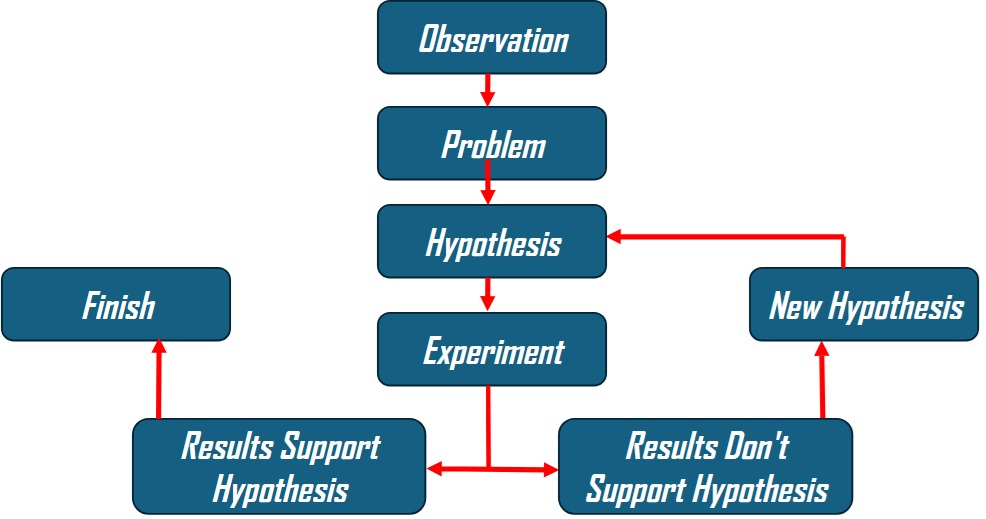 Observation
Problem
Hypothesis
Finish
New Hypothesis
Experiment
Results Support
Hypothesis
Results Don't
Support Hypothesis